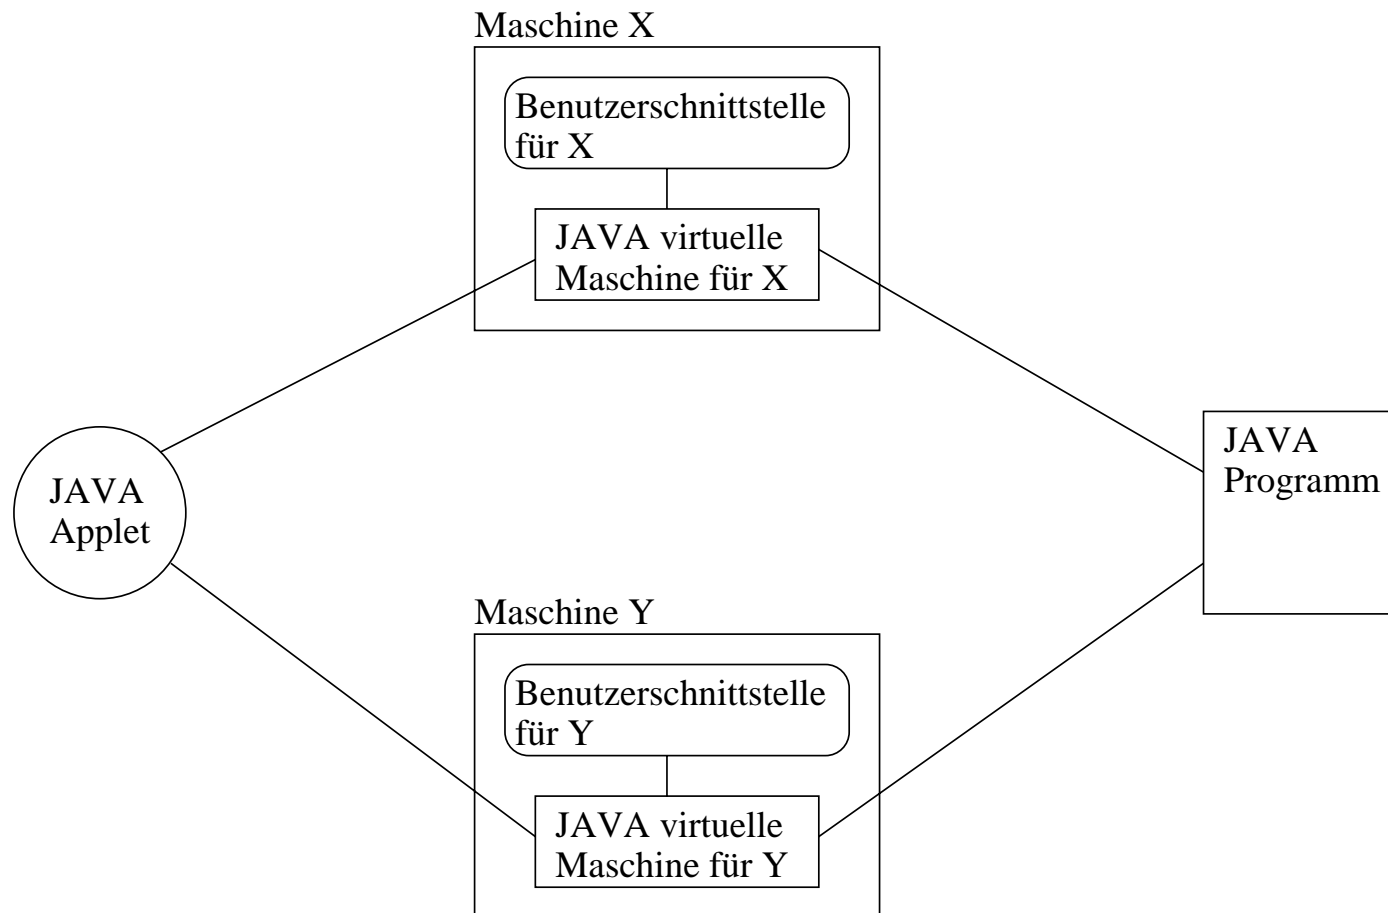 Maschine X
Benutzerschnittstelle
für X
JAVA virtuelle
Maschine für X
JAVA
Applet
JAVA
Programm
Maschine Y
Benutzerschnittstelle
für Y
JAVA virtuelle
Maschine für Y